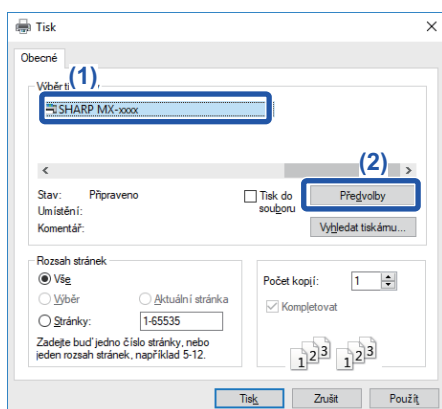 Tisk
Obecné
Výběr ti
(1)
SHARP MX-xxxx
(2)
Stav: Připraveno
Umístění:
Komentář:
Tisk do souboru
Předvolby
Vyhledat tiskárnu...
Rozsah stránek
Vše
Výběr
Aktuální stránka
Stránky: 1-65535
Zadejte buď jedno číslo stránky, nebo
jeden rozsah stránek, například 5-12.
Počet kopií: 1
Kompletovat
1 2 3 1 2 3
Tisk Zrušit Použít